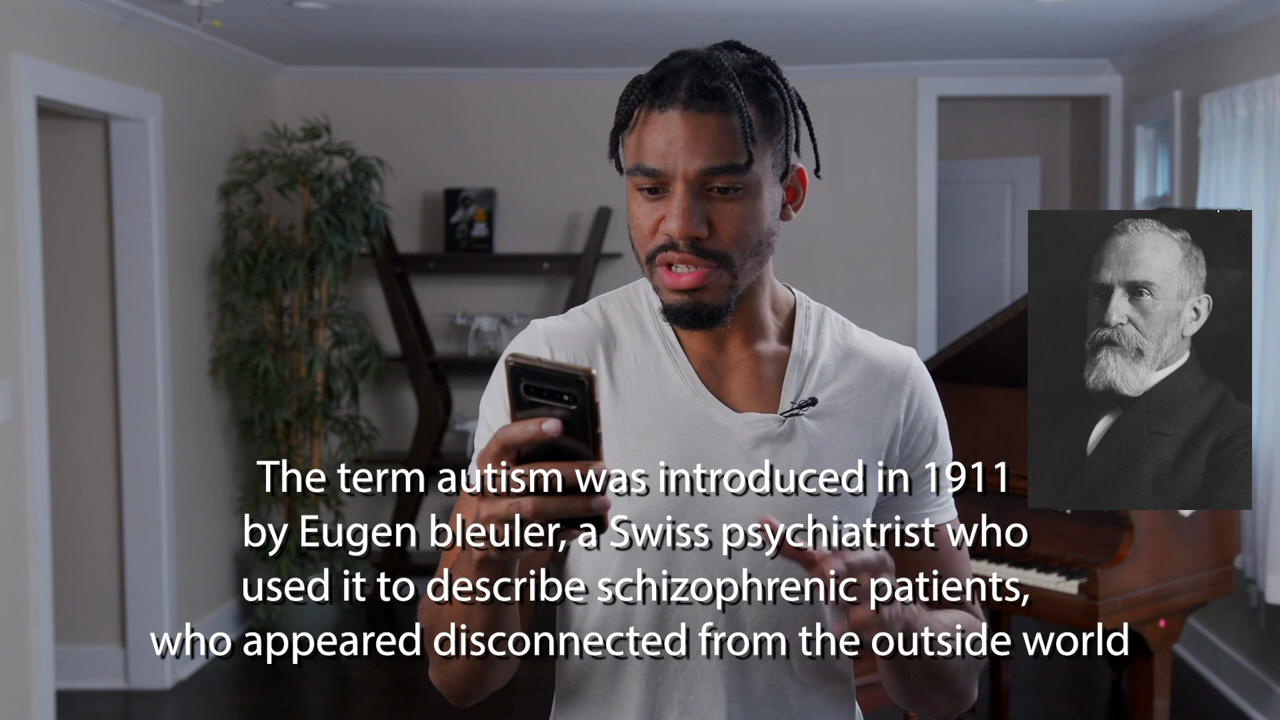 The term autism was introduced in 1911
by Eugen bleuler, a Swiss psychiatrist who
used it to describe schizophrenic patients,
who appeared disconnected from the outside world